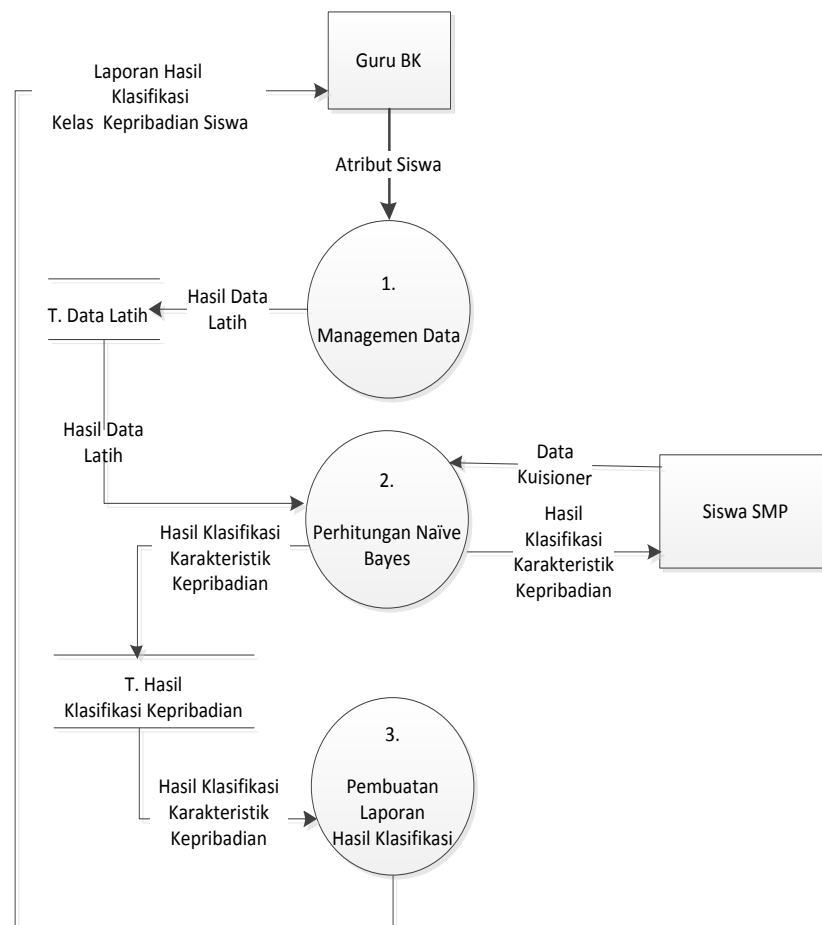 Guru BK
Laporan Hasil
Klasifikasi
Kelas Kepribadian Siswa
Atribut Siswa
1.
Managemen Data
Hasil Data
Latih
T. Data Latih
Hasil Data
Latih
2.
Perhitungan Naïve
Bayes
Data
Kuisioner
Siswa SMP
Hasil
Klasifikasi
Karakteristik
Kepribadian
Hasil Klasifikasi
Karakteristik
Kepribadian
T. Hasil
Klasifikasi Kepribadian
Hasil Klasifikasi
Karakteristik
Kepribadian
3.
Pembuatan
Laporan
Hasil Klasifikasi